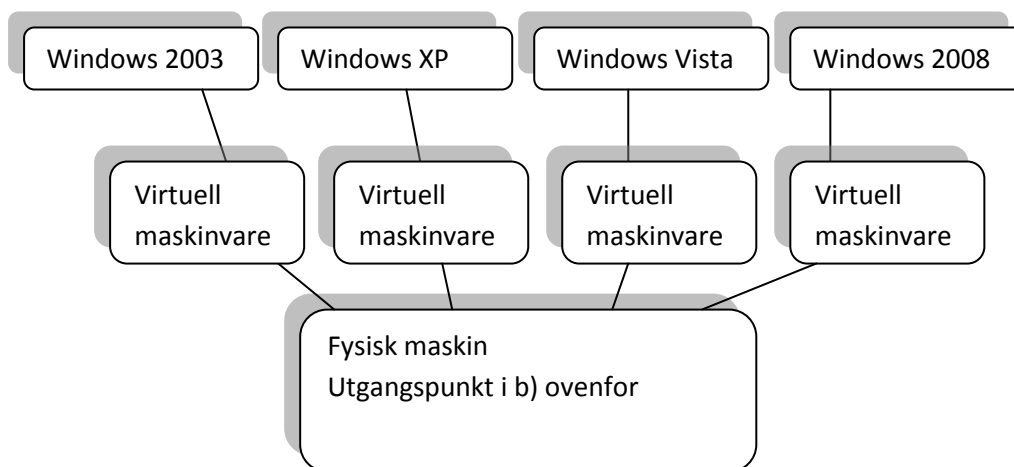 Windows 2003
Windows XP
Windows Vista
Windows 2008
Virtuell
maskinvare
Virtuell
maskinvare
Virtuell
maskinvare
Virtuell
maskinvare
Fysisk maskin
Utgangspunkt i b) ovenfor